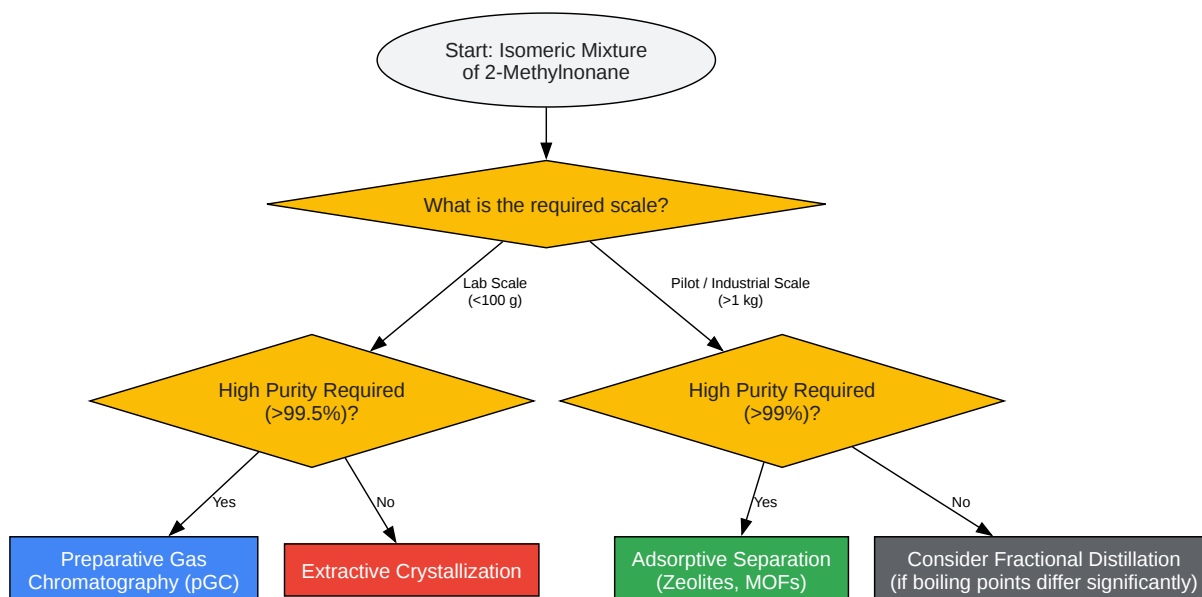 Start: Isomeric Mixture
of 2-Methylnonane
What is the required scale?
Lab Scale
(<100 g)
Pilot / Industrial Scale
(>1 kg)
High Purity Required
(>99.5%)?
High Purity Required
(>99%)?
Yes
No
Yes
No
Preparative Gas
Chromatography (pGC)
Extractive Crystallization
Adsorptive Separation
(Zeolites, MOFs)
Consider Fractional Distillation
(if boiling points differ significantly)